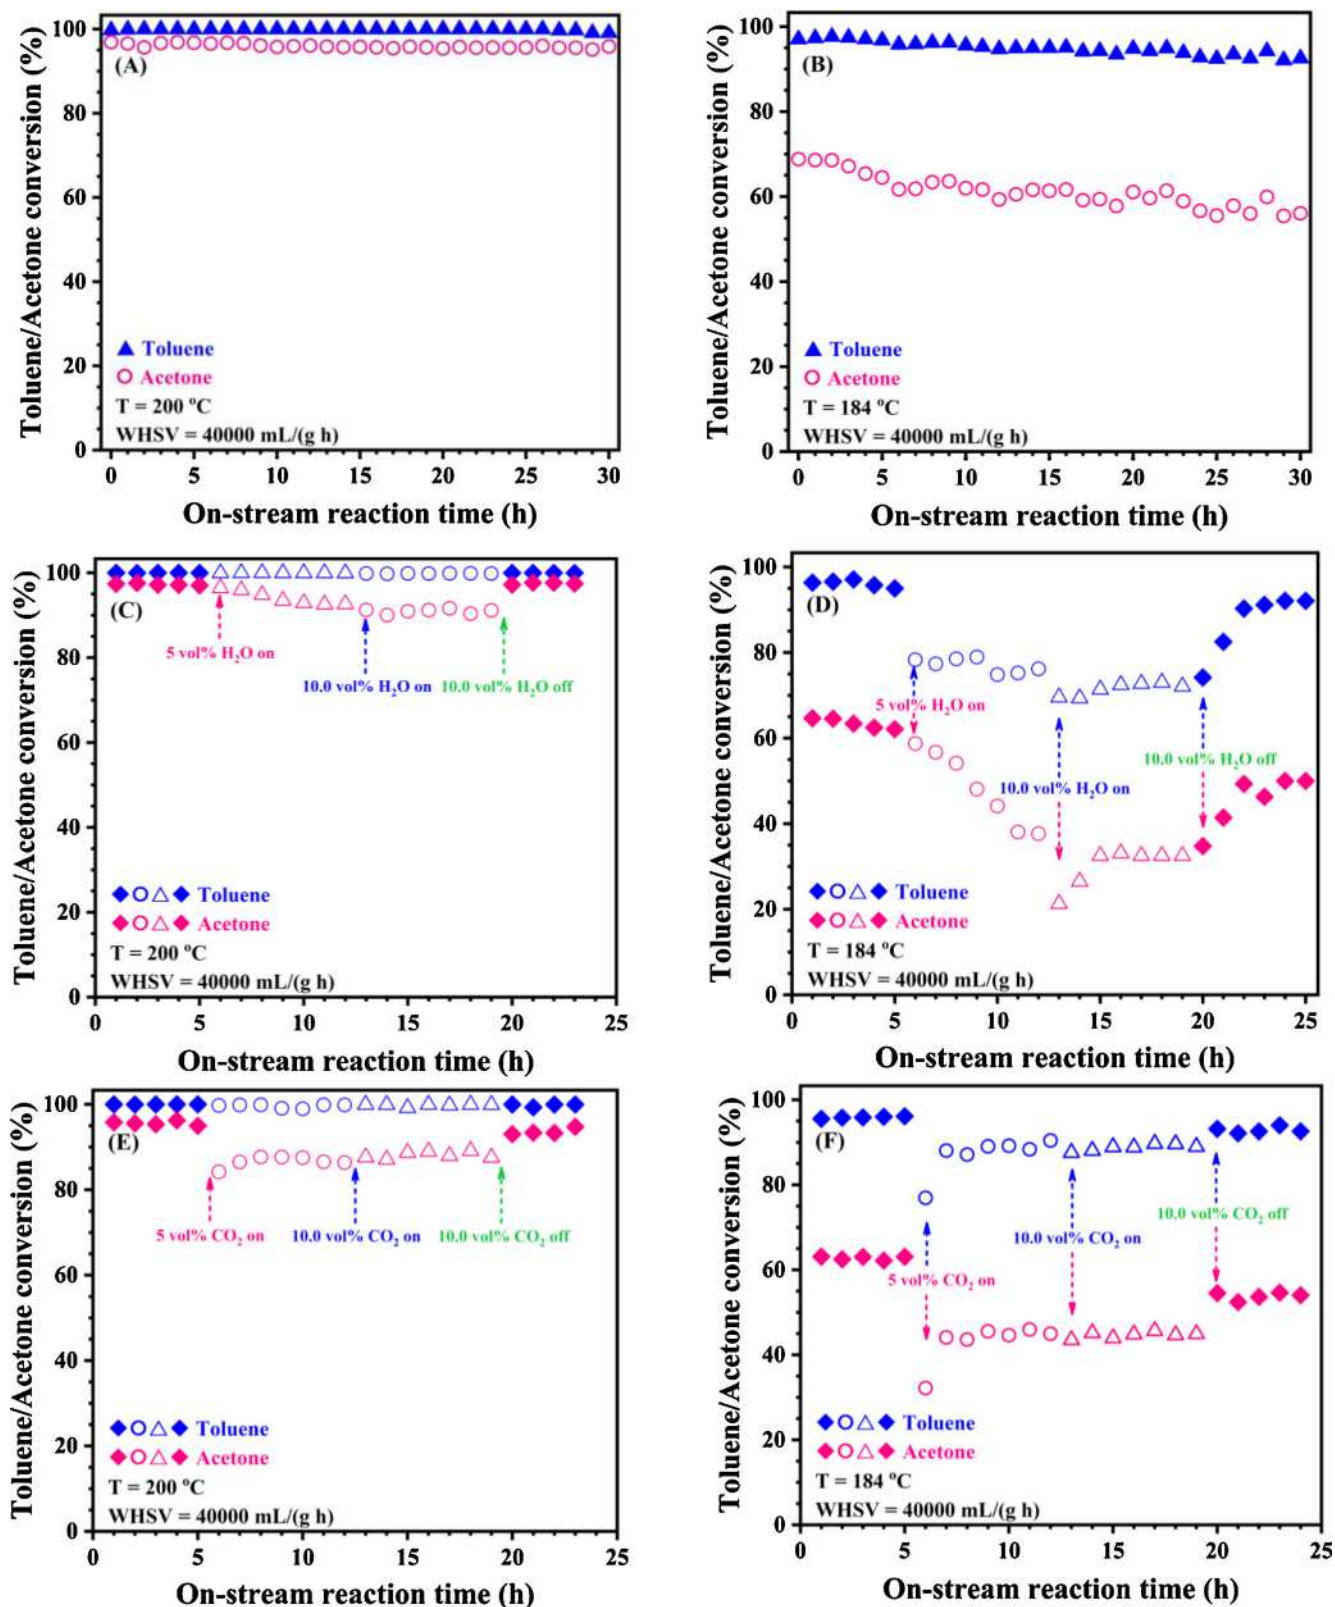 Toluene/Acetone conversion (%)
100
80
60
40
20
0
(A)
Toluene
Acetone
T = 200 °C
WHSV = 40000 mL/(g h)
0 5 10 15 20 25 30
On-stream reaction time (h)
Toluene/Acetone conversion (%)
100
80
60
40
20
0
(B)
Toluene
Acetone
T = 184 °C
WHSV = 40000 mL/(g h)
0 5 10 15 20 25 30
On-stream reaction time (h)
Toluene/Acetone conversion (%)
100
80
60
40
20
0
(C)
5 vol% H₂O on
10.0 vol% H₂O on
10.0 vol% H₂O off
Toluene
Acetone
T = 200 °C
WHSV = 40000 mL/(g h)
0 5 10 15 20 25
On-stream reaction time (h)
Toluene/Acetone conversion (%)
100
80
60
40
20
0
(D)
5 vol% H₂O on
10.0 vol% H₂O off
10.0 vol% H₂O on
Toluene
Acetone
T = 184 °C
WHSV = 40000 mL/(g h)
0 5 10 15 20 25
On-stream reaction time (h)
Toluene/Acetone conversion (%)
100
80
60
40
20
0
(E)
5 vol% CO₂ on
10.0 vol% CO₂ on
10.0 vol% CO₂ off
Toluene
Acetone
T = 200 °C
WHSV = 40000 mL/(g h)
0 5 10 15 20 25
On-stream reaction time (h)
Toluene/Acetone conversion (%)
100
80
60
40
20
0
(F)
10.0 vol% CO₂ off
10.0 vol% CO₂ on
5 vol% CO₂ on
Toluene
Acetone
T = 184 °C
WHSV = 40000 mL/(g h)
0 5 10 15 20 25
On-stream reaction time (h)